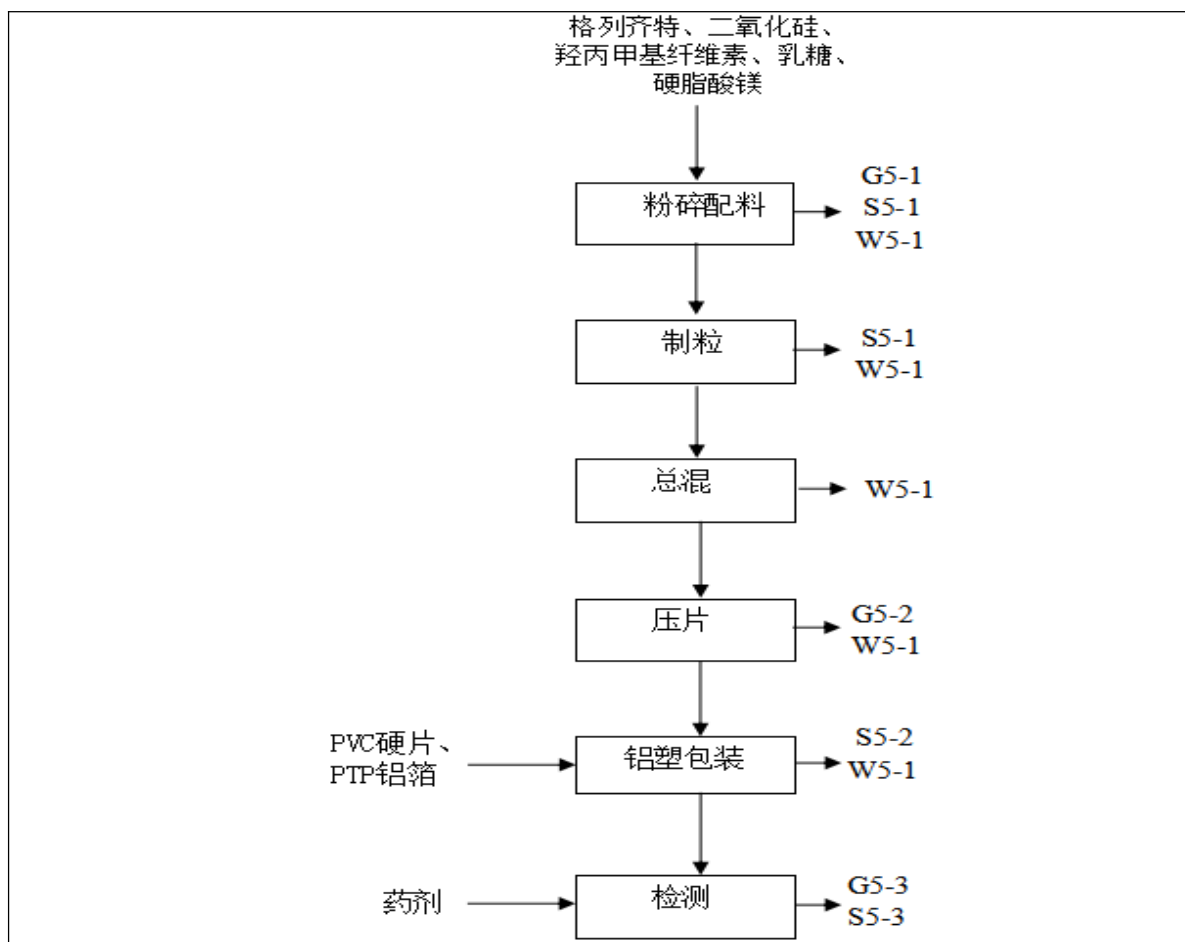 格列齐特、二氧化硅、
羟丙甲基纤维素、乳糖、
硬脂酸镁
粉碎配料
G5-1
S5-1
W5-1
制粒
S5-1
W5-1
总混
W5-1
压片
G5-2
W5-1
PVC硬片、
PTP铝箔
铝塑包装
S5-2
W5-1
药剂
检测
G5-3
S5-3